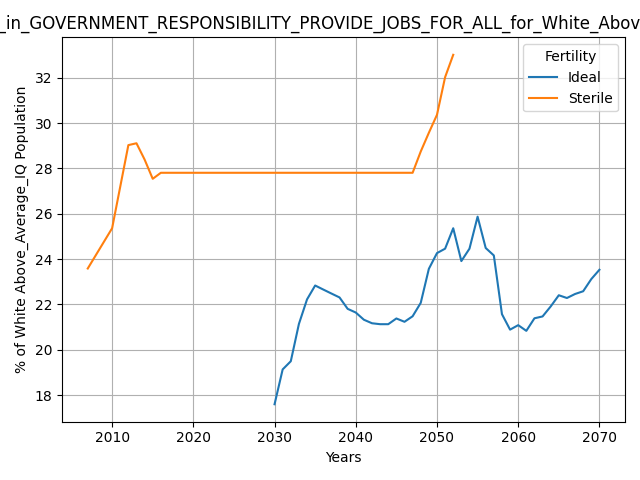 _in_GOVERNMENT_RESPONSIBILITY_PROVIDE_JOBS_FOR_ALL_for_White_Abov
Fertility
Ideal
Sterile
% of White Above_Average_IQ Population
32
30
28
26
24
22
20
18
2010 2020 2030 2040 2050 2060 2070
Years